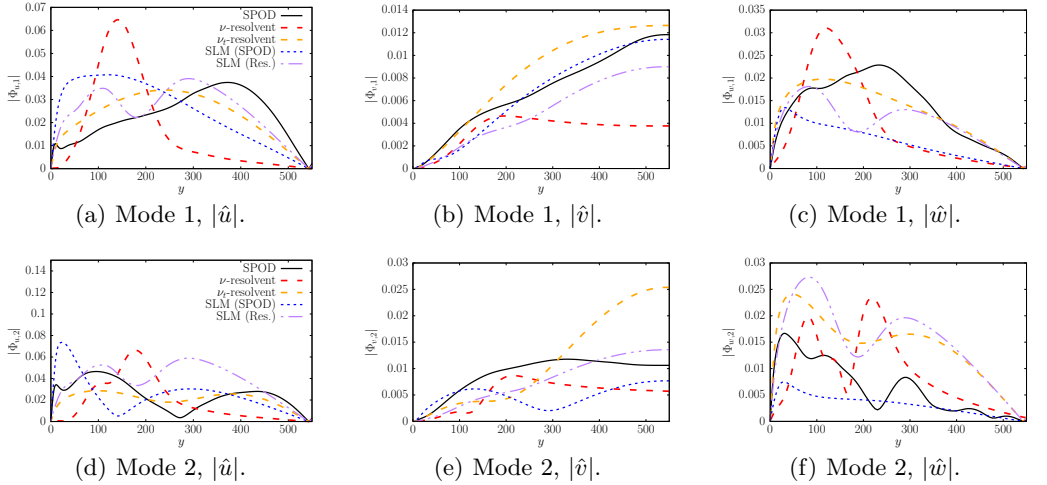 SPOD
ν-resolvent
νt-resolvent
SLM (SPOD)
SLM (Res.)
|Φu,1|
0.08
0.07
0.06
0.05
0.04
0.03
0.02
0.01
0
0 100 200 300 400 500
y
(a) Mode 1, |û|.
|Φv,1|
0.014
0.012
0.01
0.008
0.006
0.004
0.002
0.000
0 100 200 300 400 500
y
(b) Mode 1, |v̂|.
|Φw,1|
0.035
0.03
0.025
0.02
0.015
0.01
0.005
0
0 100 200 300 400 500
y
(c) Mode 1, |ŵ|.
SPOD
ν-resolvent
νt-resolvent
SLM (SPOD)
SLM (Res.)
|Φu,2|
0.14
0.12
0.1
0.08
0.06
0.04
0.02
0
0 100 200 300 400 500
y
(d) Mode 2, |û|.
|Φv,2|
0.03
0.025
0.02
0.015
0.01
0.005
0
0 100 200 300 400 500
y
(e) Mode 2, |v̂|.
|Φw,2|
0.03
0.025
0.02
0.015
0.01
0.005
0
0 100 200 300 400 500
y
(f) Mode 2, |ŵ|.